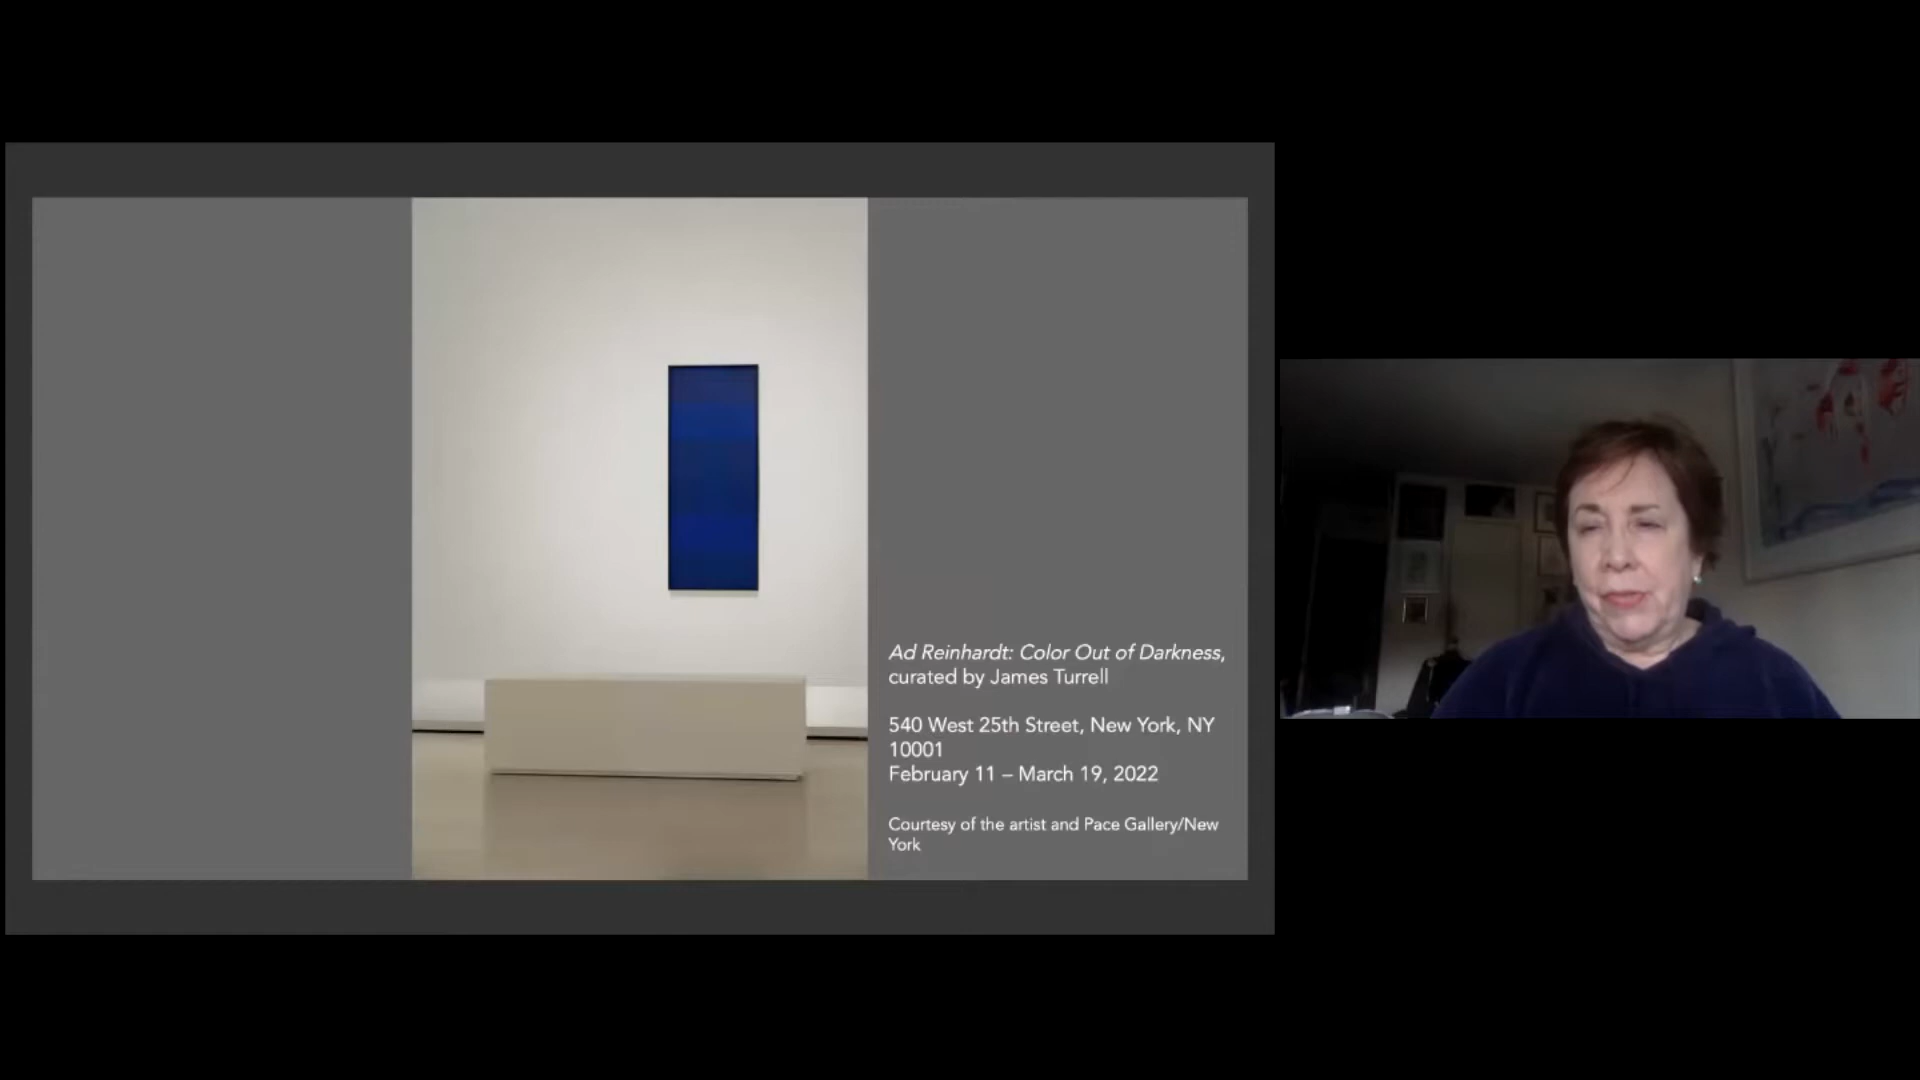 Ad Reinhardt: Color Out of Darkness,
curated by James Turrell
540 West 25th Street, New York, NY
10001
February 11 – March 19, 2022
Courtesy of the artist and Pace Gallery/New
York